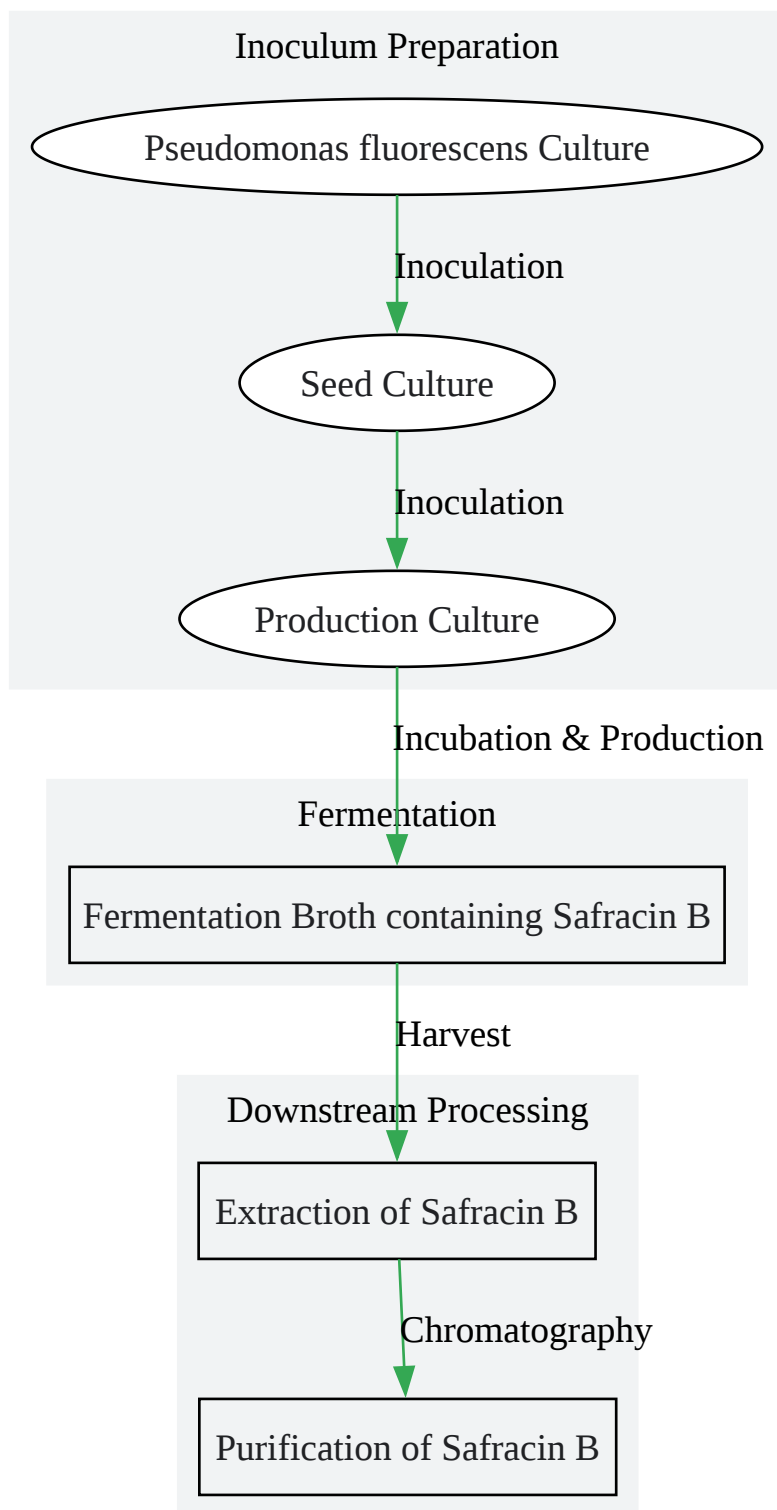 Inoculum Preparation
Pseudomonas fluorescens Culture
Inoculation
Seed Culture
Inoculation
Production Culture
Incubation & Production
Fermentation
Fermentation Broth containing Safracin B
Harvest
Downstream Processing
Extraction of Safracin B
Chromatography
Purification of Safracin B